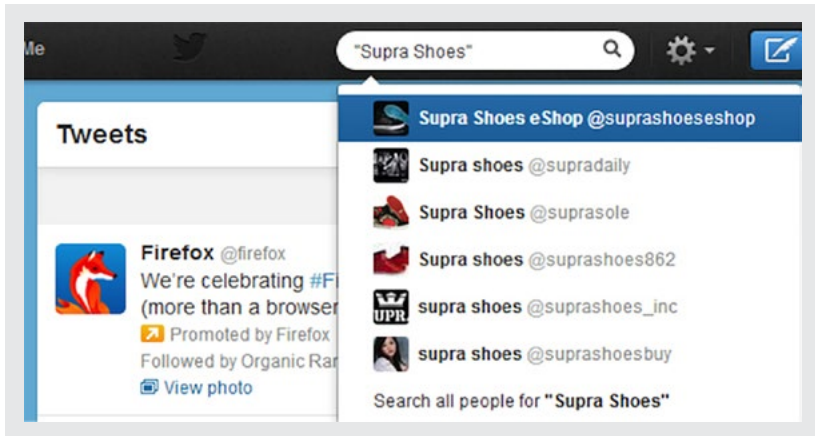 Me
"Supra Shoes"
Tweets
Firefox @firefox
We're celebrating #Fi
(more than a browser
Promoted by Firefox
Followed by Organic Ran
View photo
Supra Shoes eShop @suprashoeseshop
Supra shoes @supradaily
Supra Shoes @suprasole
Supra shoes @suprashoes862
UPR.
supra shoes @suprashoes_inc
supra shoes @suprashoesbuy
Search all people for "Supra Shoes"